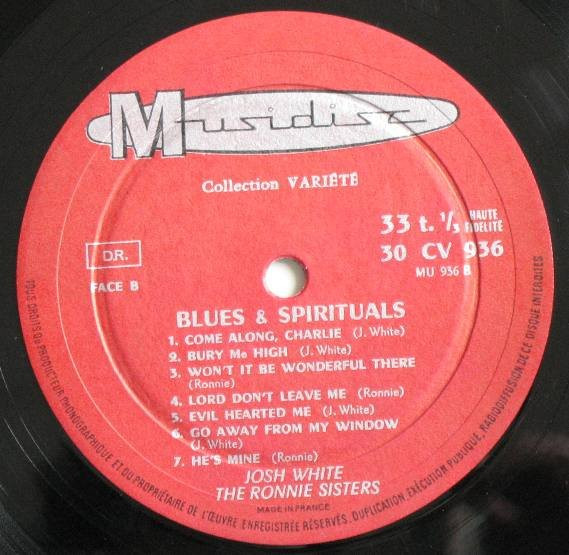 Musidisc
Collection VARIÉTÉ
33 t. 1/3 HAUTE FIDELITE
30 CV 936
MU 936 B
DR.
FACE B
BLUES & SPIRITUALS
1. COME ALONG, CHARLIE (J. White)
2. BURY Me HIGH (J. White)
3. WON'T IT BE WONDERFUL THERE
(Ronnie)
4. LORD DON'T LEAVE ME (Ronnie)
5. EVIL HEARTED ME (J. White)
6. GO AWAY FROM MY WINDOW
(J. White)
7. HE'S MINE (Ronnie)
JOSH WHITE
THE RONNIE SISTERS
MADE IN FRANCE
TOUS DROITS DU PRODUCTEUR PHONOGRAPHIQUE ET DU PROPRIÉTAIRE DE L'ŒUVRE ENREGISTRÉE RÉSERVÉS. DUPLICATION, EXÉCUTION PUBLIQUE, RADIODIFFUSION DE CE DISQUE INTERDITES